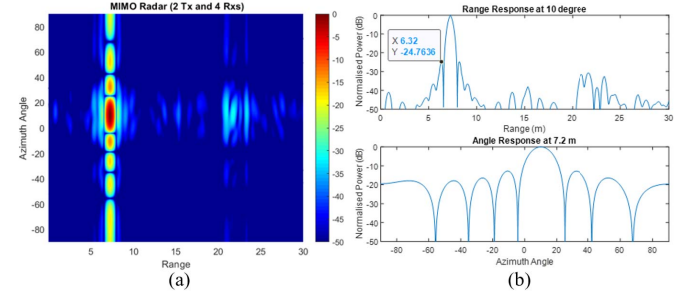 MIMO Radar (2 Tx and 4 Rxs)
Azimuth Angle
80
60
40
20
0
-20
-40
-60
-80
5 10 15 20 25 30
Range
0
-5
-10
-15
-20
-25
-30
-35
-40
-45
-50
(a)
Range Response at 10 degree
Normalised Power (dB)
0
-10
-20
-30
-40
-50
X 6.32
Y -24.7636
0 5 10 15 20 25 30
Range (m)
Angle Response at 7.2 m
Normalised Power (dB)
0
-10
-20
-30
-40
-50
-80 -60 -40 -20 0 20 40 60 80
Azimuth Angle
(b)